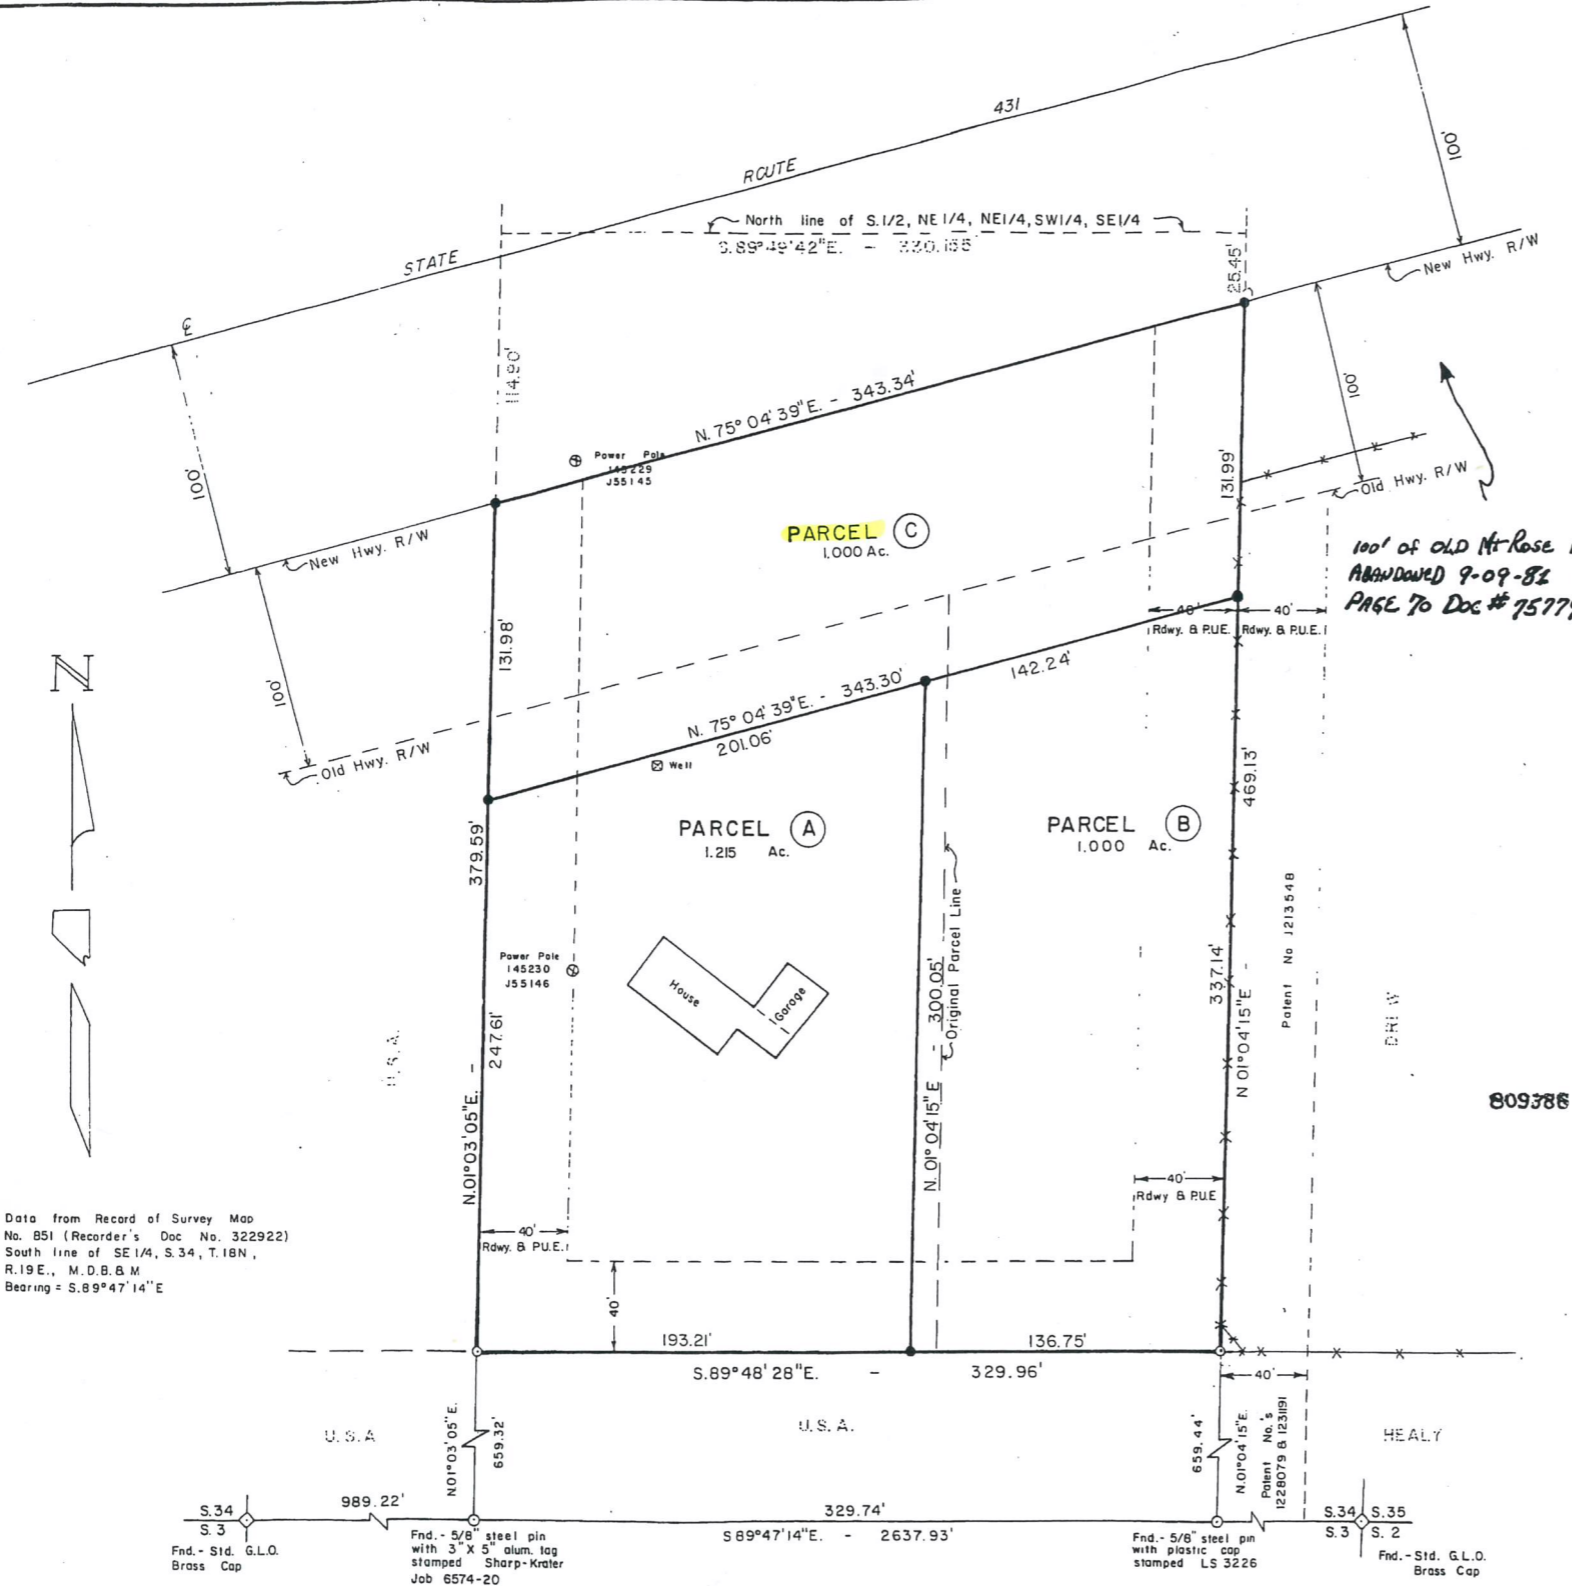 431
ROUTE
STATE
℄
100'
100'
North line of S.1/2, NE 1/4, NE1/4, SW1/4, SE1/4
S.89°49'42"E. - 330.155'
25.45'
New Hwy. R/W
114.90'
N. 75° 04' 39"E. - 343.34'
100'
Power Pole
145229
J55145
131.99'
Old Hwy. R/W
PARCEL C
1.000 Ac.
New Hwy. R/W
100' of OLD Mt Rose
ABANDONED 9-09-81
PAGE 70 DOC #
131.98'
40' 40'
Rdwy. & P.U.E. Rdwy. & P.U.E.
N
100'
N. 75° 04' 39"E. - 343.30'
142.24'
201.06'
Old Hwy. R/W
Well
469.13'
PARCEL A
1.215 Ac.
PARCEL B
1.000 Ac.
379.59'
Original Parcel Line
Patent No 1213548
Power Pole
145230
J55146
House
Garage
300.05'
337.14'
N 01°04'15"E -
DREW
U.S.A.
247.61'
N.01°03'05"E. -
N. 01° 04' 15" E -
40'
Rdwy & P.U.E
Data from Record of Survey Map
No. 851 (Recorder's Doc No. 322922)
South line of SE 1/4, S.34, T.18N,
R.19E., M.D.B.& M
Bearing = S.89°47'14"E
40'
Rdwy. & P.U.E.
40'
193.21'
136.75'
S.89°48'28"E. - 329.96'
40'
U.S.A
U.S.A.
HEALY
N.01°03'05"E.
659.32'
659.44'
N.01°04'15"E.
Patent No.'s
1228079 & 1231191
S.34
S.3
989.22'
329.74'
S89°47'14"E. - 2637.93'
S.34 S.35
S.3 S.2
Fnd.- Std. G.L.O.
Brass Cap
Fnd.- 5/8" steel pin
with 3" X 5" alum. tag
stamped Sharp-Krater
Job 6574-20
Fnd.- 5/8" steel pin
with plastic cap
stamped LS 3226
Fnd.- Std. G.L.O.
Brass Cap